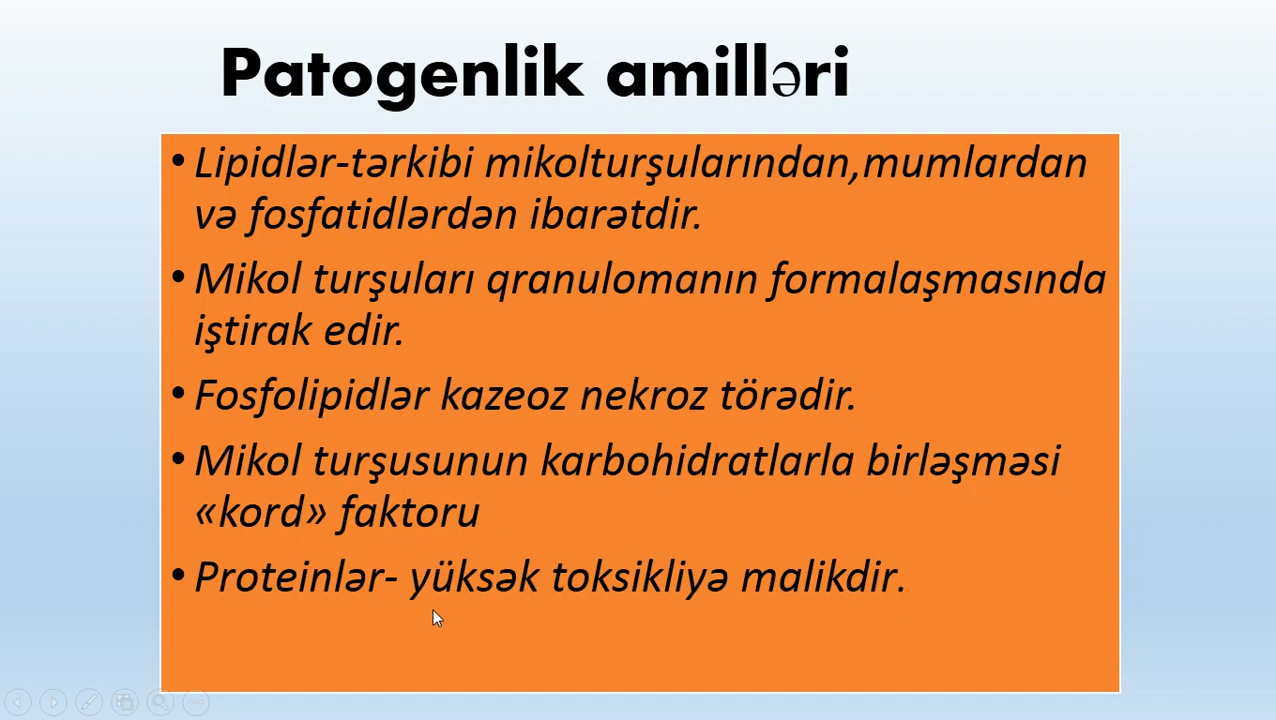 Patogenlik amilləri
• Lipidlər-tərkibi mikolturşularından,mumlardan
və fosfatidlərdən ibarətdir.
• Mikol turşuları qranulomanın formalaşmasında
iştirak edir.
• Fosfolipidlər kazeoz nekroz törədir.
• Mikol turşusunun karbohidratlarla birləşməsi
«kord» faktoru
• Proteinlər- yüksək toksikliyə malikdir.